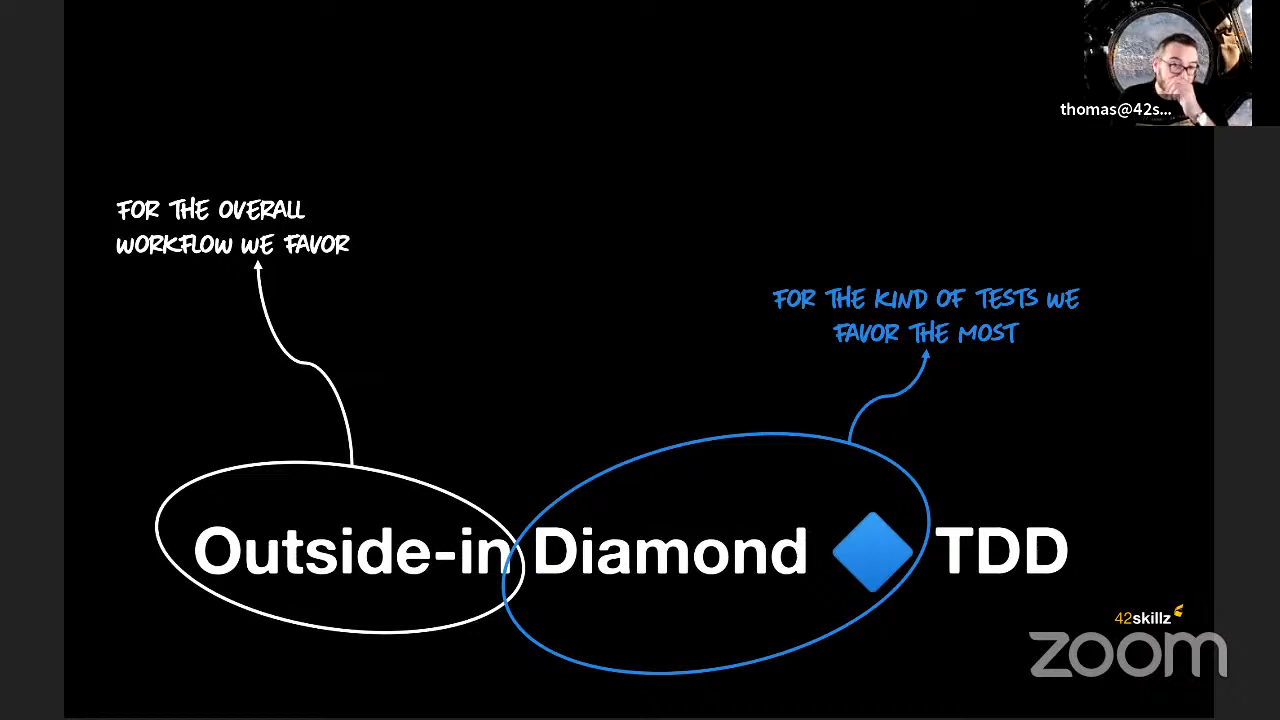 thomas@42s...
FOR THE OVERALL
WORKFLOW WE FAVOR
FOR THE KIND OF TESTS WE
FAVOR THE MOST
Outside-in Diamond 🔷 TDD
42skillz
zoom